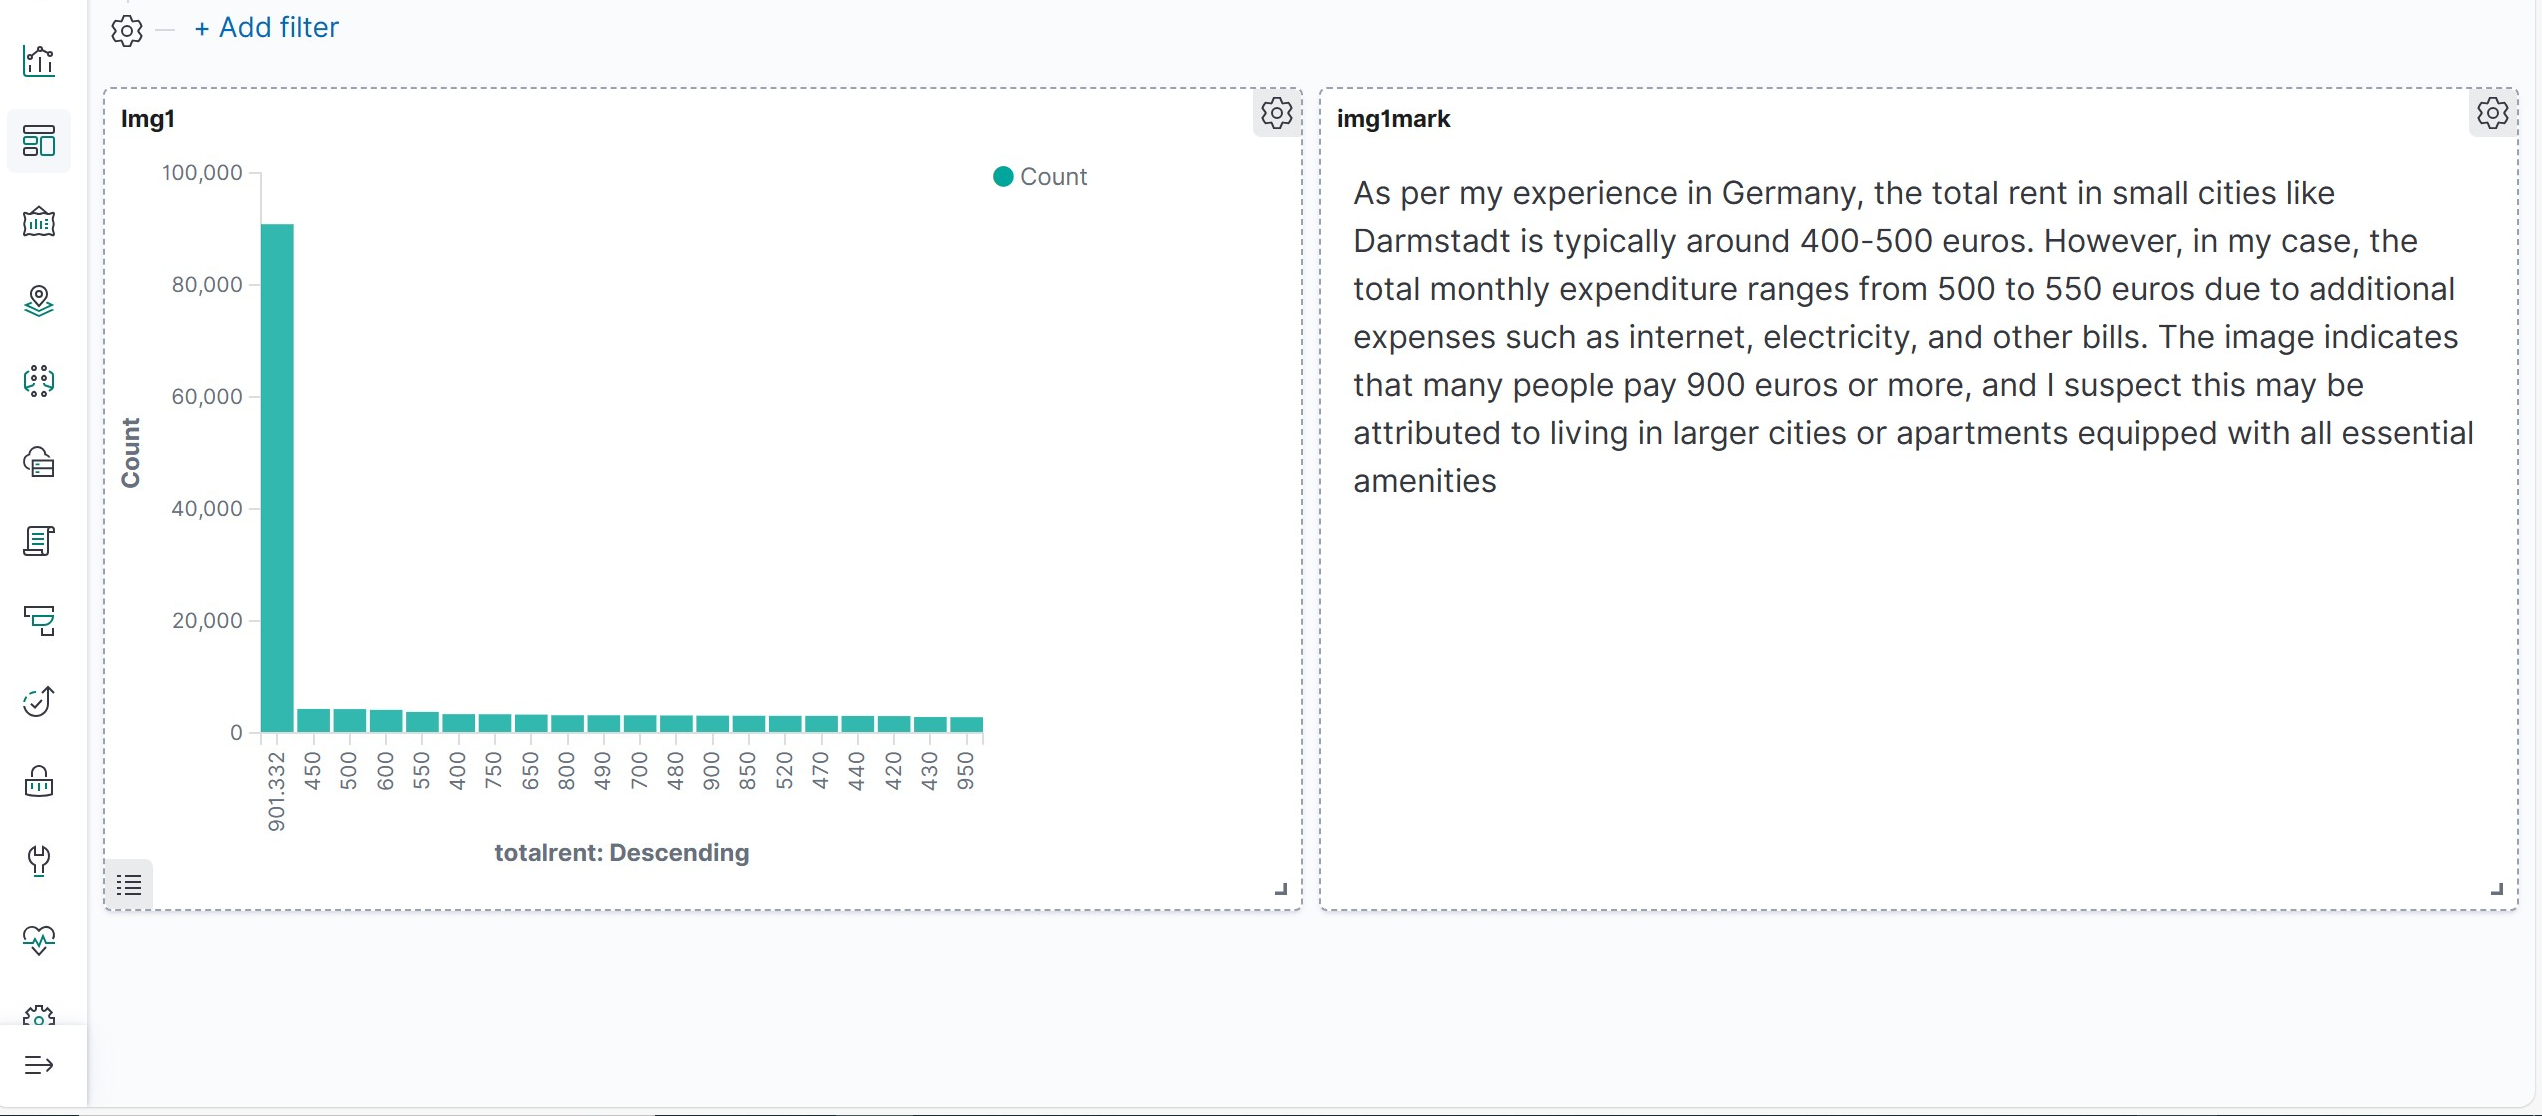 + Add filter
Img1
100,000
80,000
60,000
40,000
20,000
0
Count
Count
901.332
450
500
600
550
400
750
650
800
490
700
480
900
850
520
470
440
420
430
950
totalrent: Descending
img1mark
As per my experience in Germany, the total rent in small cities like
Darmstadt is typically around 400-500 euros. However, in my case, the
total monthly expenditure ranges from 500 to 550 euros due to additional
expenses such as internet, electricity, and other bills. The image indicates
that many people pay 900 euros or more, and I suspect this may be
attributed to living in larger cities or apartments equipped with all essential
amenities